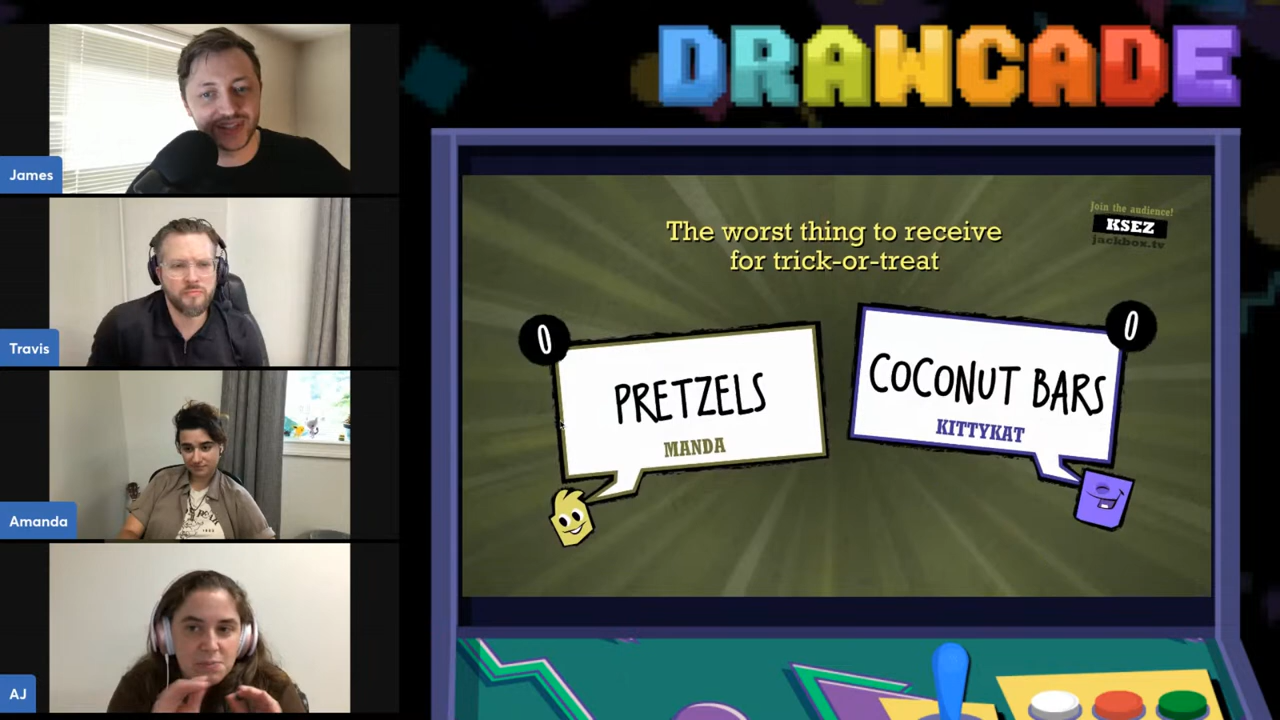 DRAWCADE
James
Travis
Amanda
AJ
Join the audience!
KSEZ
jackbox.tv
The worst thing to receive
for trick-or-treat
0
PRETZELS
MANDA
0
COCONUT BARS
KITTYKAT